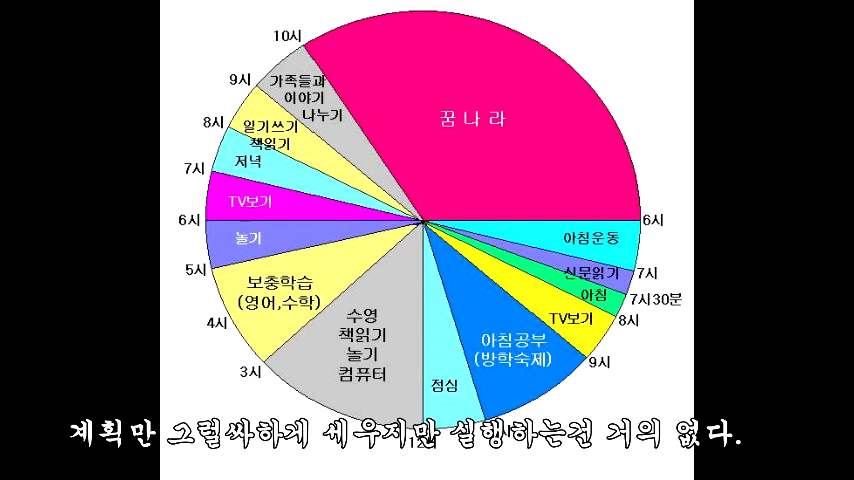 10시
9시
가족들과
이야기
나누기
꿈 나 라
8시
일기쓰기
책읽기
저녁
7시
TV보기
6시
6시
놀기
아침운동
5시
신문읽기
7시
보충학습
(영어,수학)
아침
7시30분
4시
수영
책읽기
놀기
컴퓨터
TV보기
8시
아침공부
(방학숙제)
9시
3시
점심
계획만 그럴싸하게 세우지만 실행하는건 거의 없다.